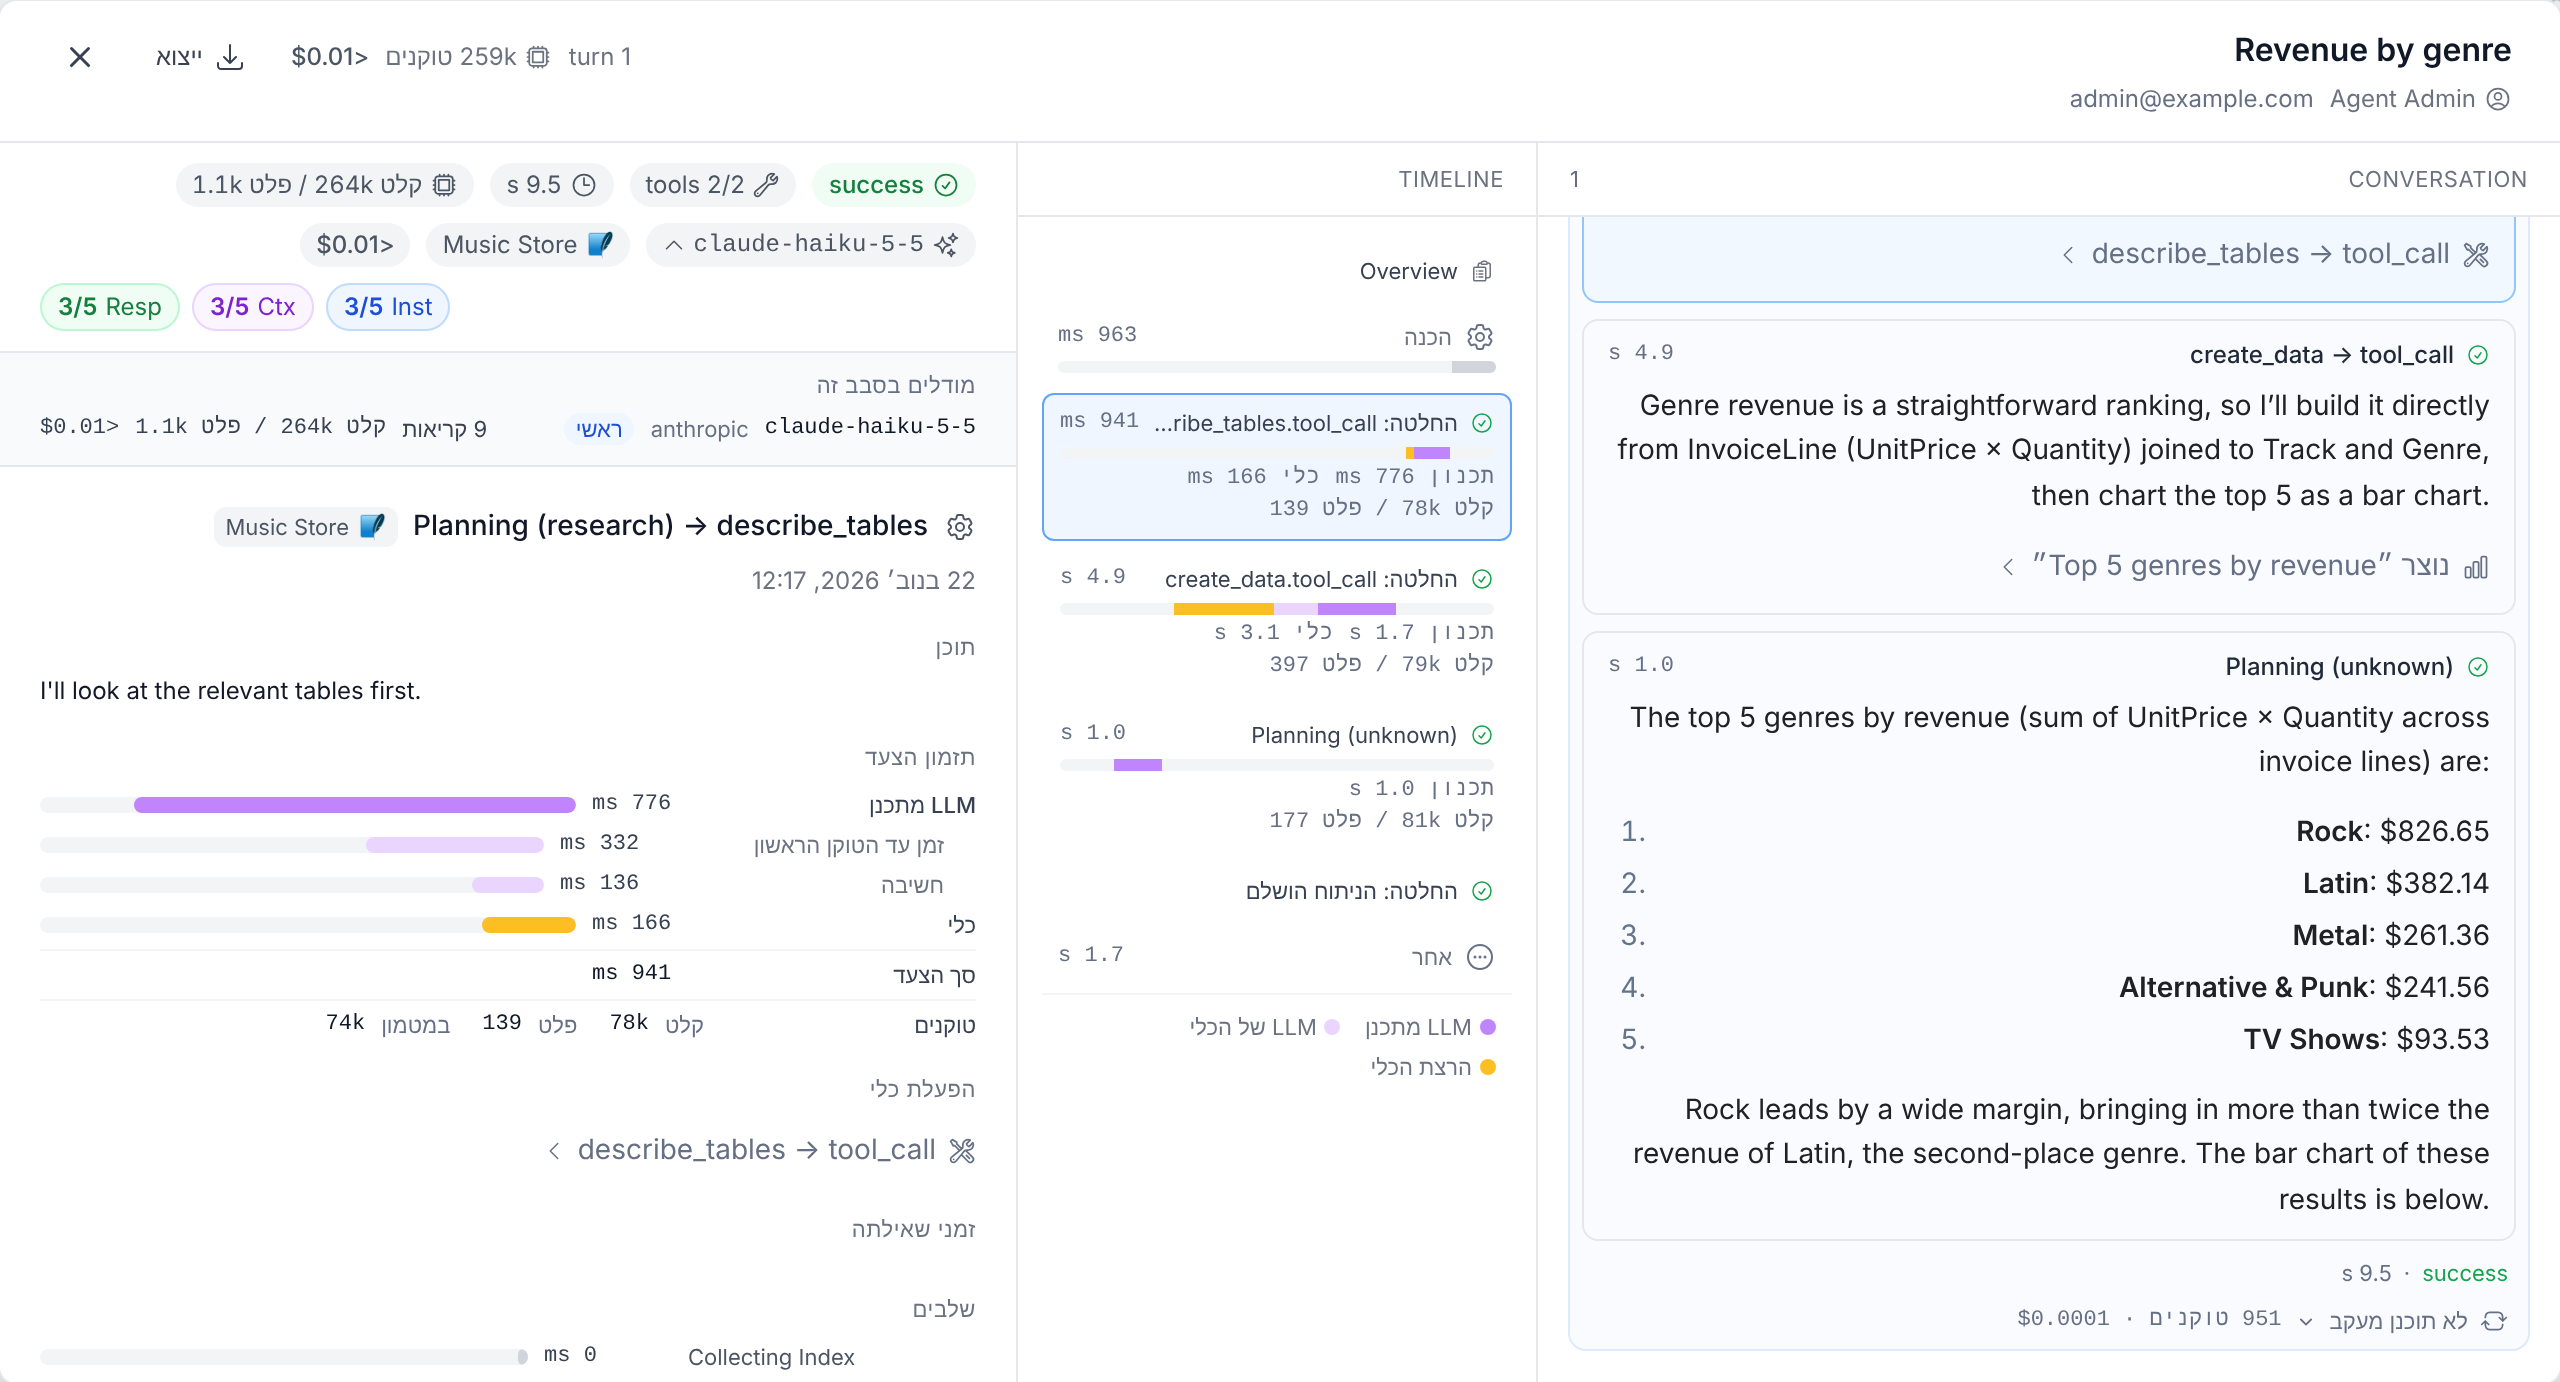 Revenue by genre
admin@example.com Agent Admin
turn 1
259k טוקנים
<$0.01
ייצוא
CONVERSATION
1
tool_call → describe_tables
tool_call → create_data
4.9 s
Genre revenue is a straightforward ranking, so I’ll build it directly
from InvoiceLine (UnitPrice × Quantity) joined to Track and Genre,
then chart the top 5 as a bar chart.
נוצר ”Top 5 genres by revenue”
Planning (unknown)
1.0 s
The top 5 genres by revenue (sum of UnitPrice × Quantity across
invoice lines) are:
1. Rock: $826.65
2. Latin: $382.14
3. Metal: $261.36
4. Alternative & Punk: $241.56
5. TV Shows: $93.53
Rock leads by a wide margin, bringing in more than twice the
revenue of Latin, the second-place genre. The bar chart of these
results is below.
success · 9.5 s
לא תוכנן מעקב
951 טוקנים · $0.0001
TIMELINE
Overview
הכנה
963 ms
החלטה: ...ribe_tables.tool_call
941 ms
תכנון 776 ms כלי 166 ms
קלט 78k / פלט 139
החלטה: create_data.tool_call
4.9 s
תכנון 1.7 s כלי 3.1 s
קלט 79k / פלט 397
Planning (unknown)
1.0 s
תכנון 1.0 s
קלט 81k / פלט 177
החלטה: הניתוח הושלם
אחר
1.7 s
LLM מתכנן
LLM של הכלי
הרצת הכלי
success
tools 2/2
9.5 s
קלט 264k / פלט 1.1k
claude-haiku-5-5
Music Store
<$0.01
3/5 Inst
3/5 Ctx
3/5 Resp
מודלים בסבב זה
claude-haiku-5-5 anthropic ראשי
9 קריאות
קלט 264k / פלט 1.1k <$0.01
Planning (research) → describe_tables
Music Store
22 בנוב׳ 2026, 12:17
תוכן
I'll look at the relevant tables first.
תזמון הצעד
LLM מתכנן
776 ms
זמן עד הטוקן הראשון
332 ms
חשיבה
136 ms
כלי
166 ms
סך הצעד
941 ms
טוקנים
קלט 78k פלט 139 במטמון 74k
הפעלת כלי
tool_call → describe_tables
זמני שאילתה
שלבים
Collecting Index
0 ms